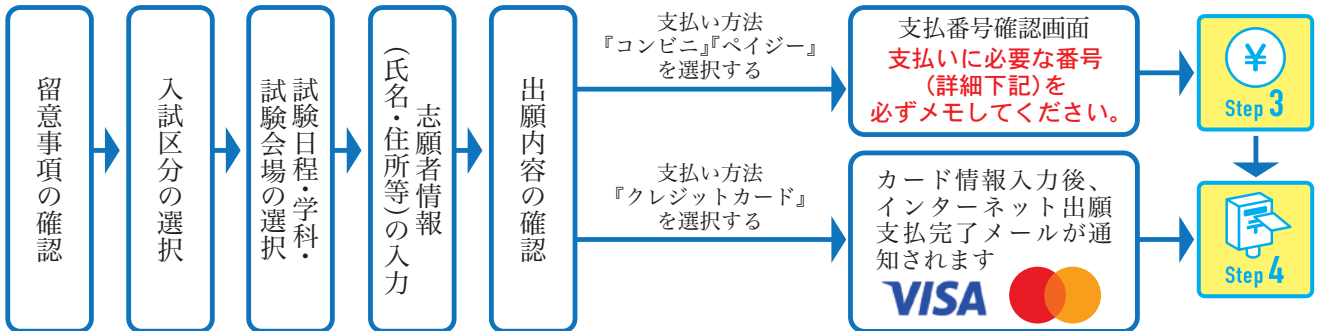 留意事項の確認
入試区分の選択
試験日程・学科・
試験会場の選択
志願者情報
(氏名・住所等)の入力
出願内容の確認
支払い方法
『コンビニ』『ペイジー』
を選択する
支払番号確認画面
支払いに必要な番号
(詳細下記)を
必ずメモしてください。
¥
Step 3
支払い方法
『クレジットカード』
を選択する
カード情報入力後、
インターネット出願
支払完了メールが通
知されます
VISA
〒
Step 4